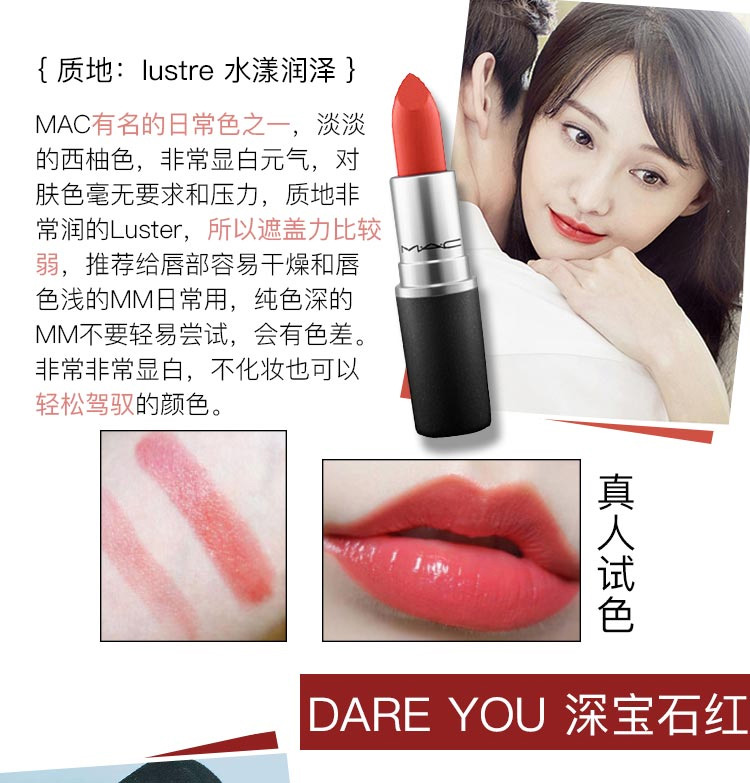 { 质地：lustre 水漾润泽 }
MAC有名的日常色之一，淡淡
的西柚色，非常显白元气，对
肤色毫无要求和压力，质地非
常润的Luster，所以遮盖力比较
弱，推荐给唇部容易干燥和唇
色浅的MM日常用，纯色深的
MM不要轻易尝试，会有色差。
非常非常显白，不化妆也可以
轻松驾驭的颜色。
MAC
真人试色
DARE YOU 深宝石红